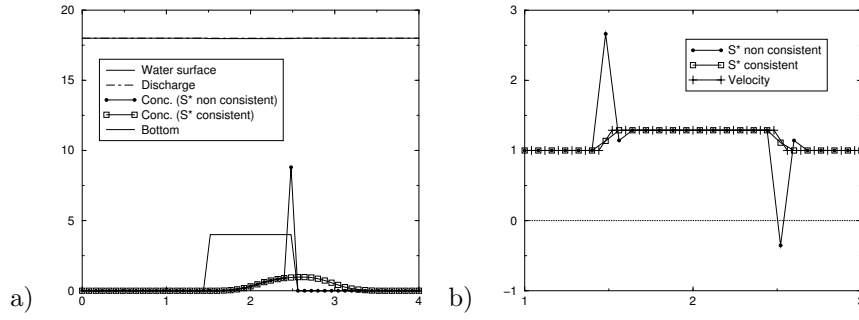 20
15
10
5
0
Water surface
Discharge
Conc. (S* non consistent)
Conc. (S* consistent)
Bottom
0 1 2 3 4
a)
3
2
1
0
−1
S* non consistent
S* consistent
Velocity
1 2 3
b)